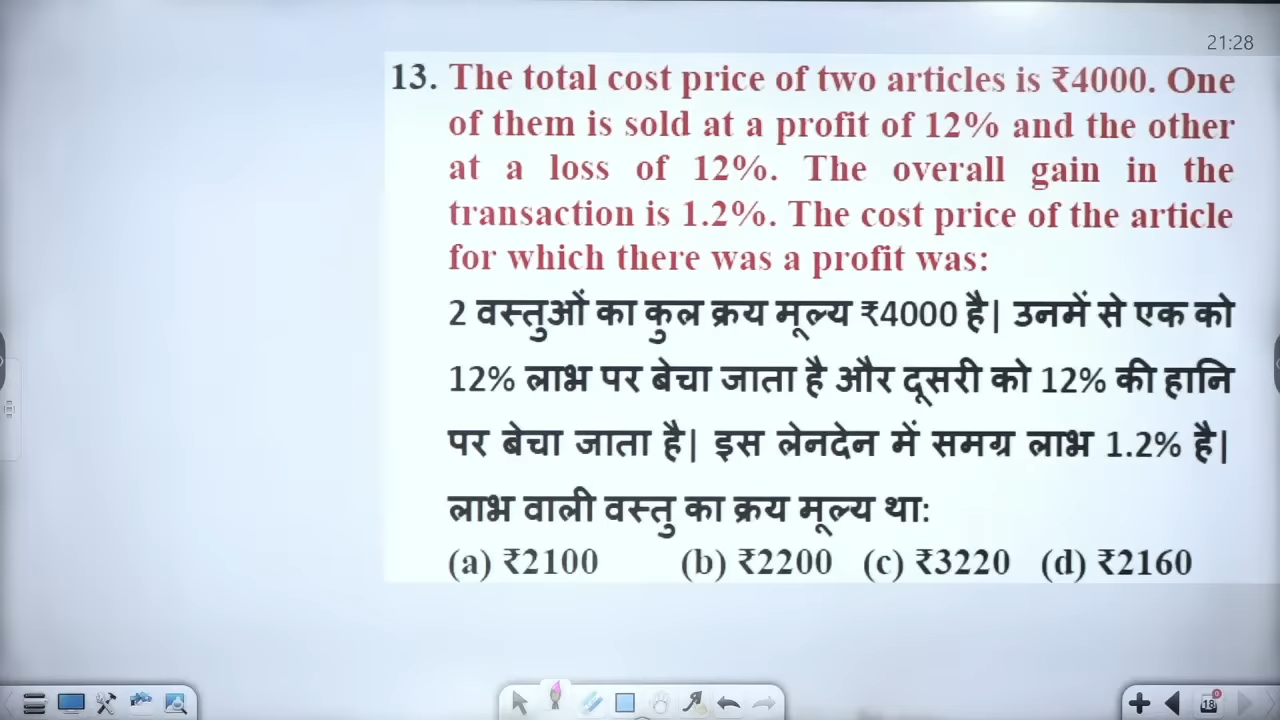 21:28
13. The total cost price of two articles is ₹4000. One
of them is sold at a profit of 12% and the other
at a loss of 12%. The overall gain in the
transaction is 1.2%. The cost price of the article
for which there was a profit was:
2 वस्तुओं का कुल क्रय मूल्य ₹4000 है| उनमें से एक को
12% लाभ पर बेचा जाता है और दूसरी को 12% की हानि
पर बेचा जाता है| इस लेनदेन में समग्र लाभ 1.2% है|
लाभ वाली वस्तु का क्रय मूल्य था:
(a) ₹2100 (b) ₹2200 (c) ₹3220 (d) ₹2160
18